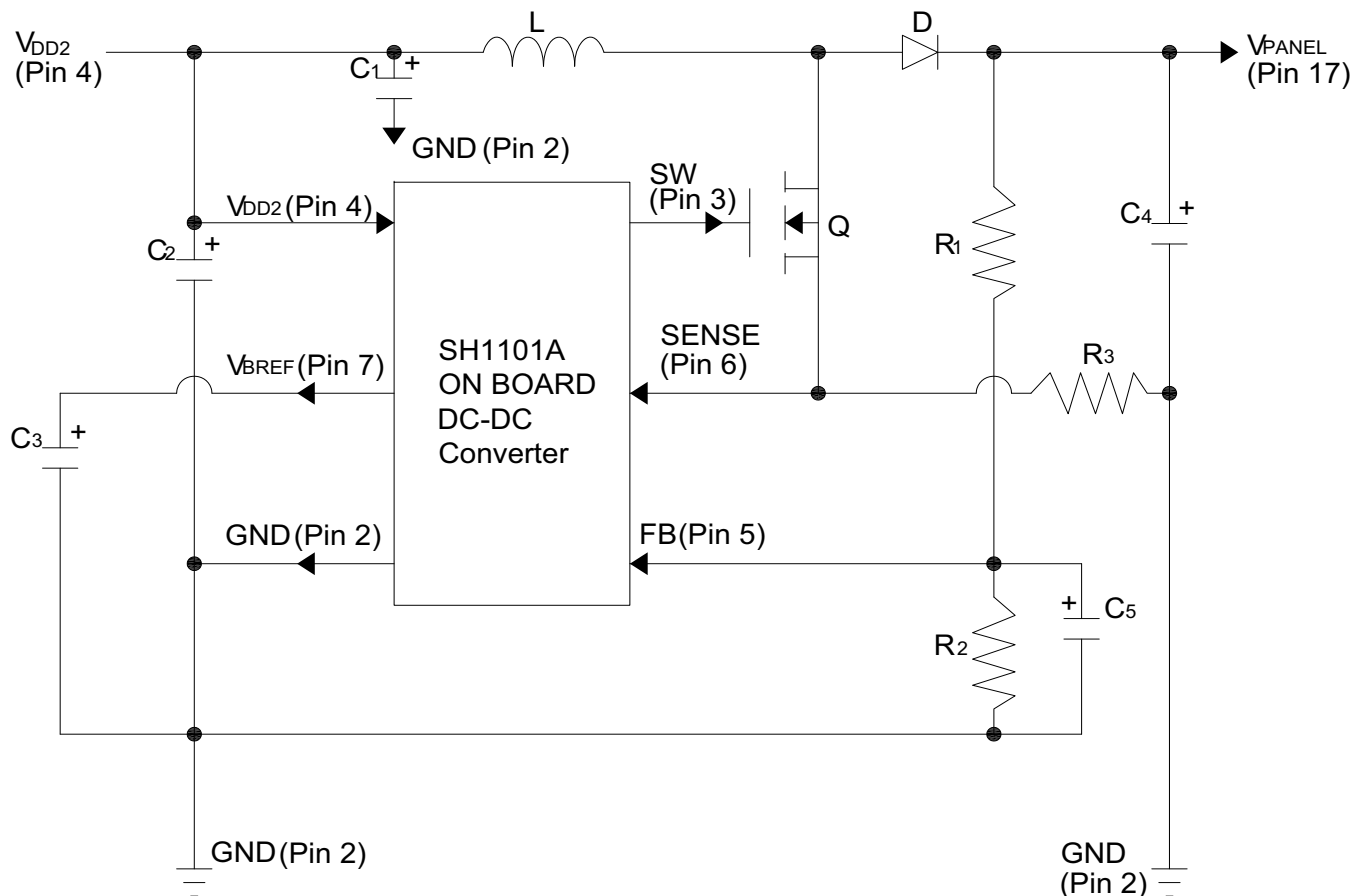 L
D
VDD2
(Pin 4)
VPANEL
(Pin 17)
C1
+
GND (Pin 2)
SW
(Pin 3)
VDD2 (Pin 4)
Q
R1
C4
+
C2
+
SH1101A
ON BOARD
DC-DC
Converter
VBREF (Pin 7)
SENSE
(Pin 6)
R3
C3
+
GND (Pin 2)
FB(Pin 5)
R2
+
C5
GND (Pin 2)
GND
(Pin 2)